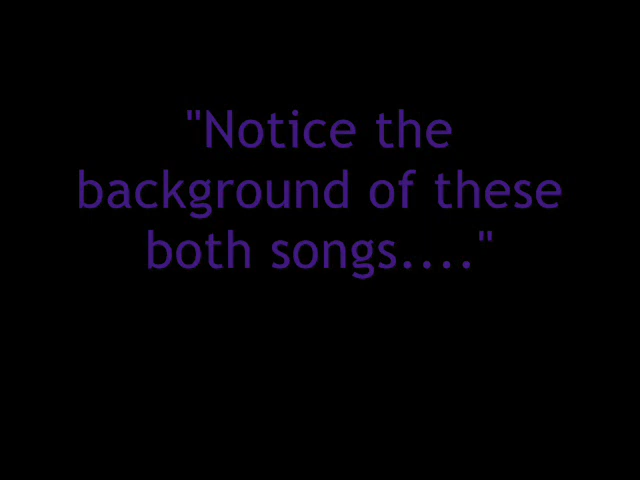 "Notice the
background of these
both songs...."